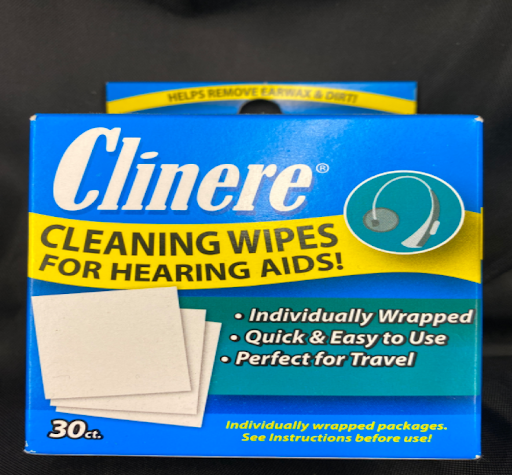 HELPS REMOVE EARWAX & DIRT!
Clinere®
CLEANING WIPES
FOR HEARING AIDS!
• Individually Wrapped
• Quick & Easy to Use
• Perfect for Travel
30ct.
Individually wrapped packages.
See Instructions before use!